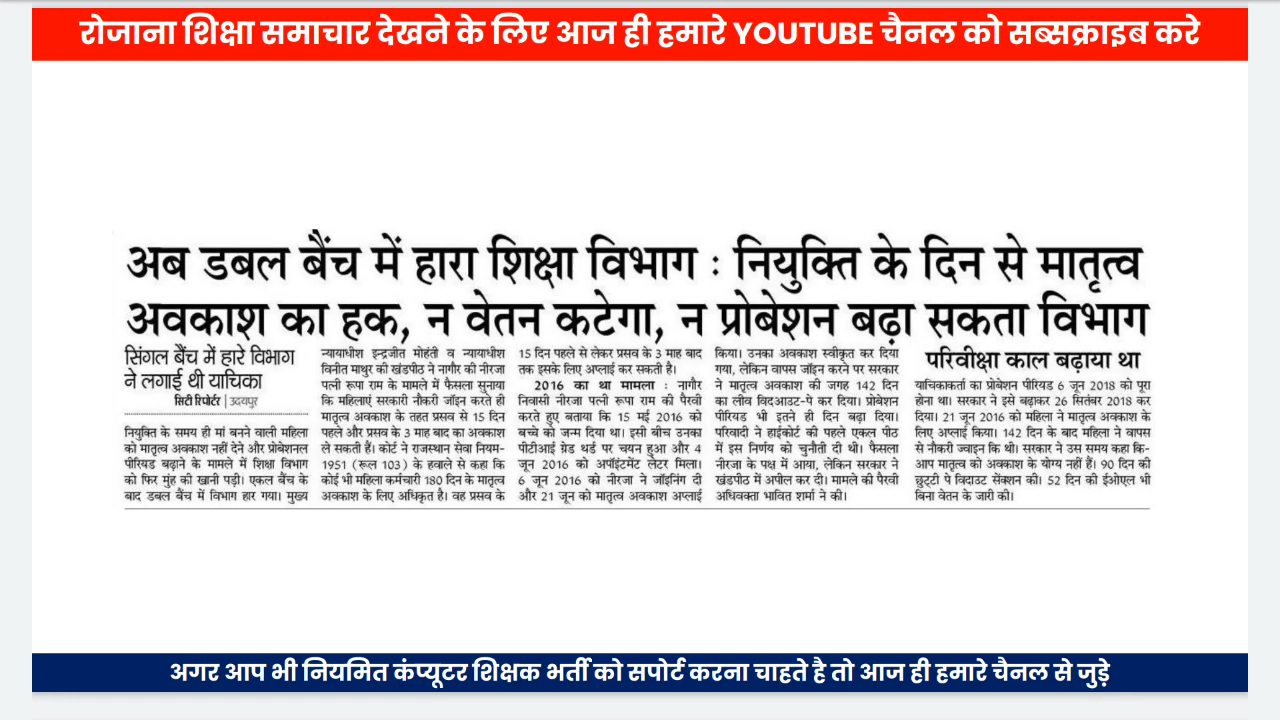 रोजाना शिक्षा समाचार देखने के लिए आज ही हमारे YOUTUBE चैनल को सब्सक्राइब करे
अब डबल बैंच में हारा शिक्षा विभाग : नियुक्ति के दिन से मातृत्व
अवकाश का हक, न वेतन कटेगा, न प्रोबेशन बढ़ा सकता विभाग
सिंगल बैंच में हारे विभाग
ने लगाई थी याचिका
सिटी रिपोर्टर | उदयपुर
नियुक्ति के समय ही मां बनने वाली महिला
को मातृत्व अवकाश नहीं देने और प्रोबेशनल
पीरियड बढ़ाने के मामले में शिक्षा विभाग
को फिर मुंह की खानी पड़ी। एकल बैंच के
बाद डबल बैंच में विभाग हार गया। मुख्य
न्यायाधीश इन्द्रजीत मोहंती व न्यायाधीश
विनीत माथुर की खंडपीठ ने नागौर की नीरजा
पत्नी रूपा राम के मामले में फैसला सुनाया
कि महिलाएं सरकारी नौकरी जॉइन करते ही
मातृत्व अवकाश के तहत प्रसव से 15 दिन
पहले और प्रसव के 3 माह बाद का अवकाश
ले सकती हैं। कोर्ट ने राजस्थान सेवा नियम-
1951 (रूल 103) के हवाले से कहा कि
कोई भी महिला कर्मचारी 180 दिन के मातृत्व
अवकाश के लिए अधिकृत है। वह प्रसव के
15 दिन पहले से लेकर प्रसव के 3 माह बाद
तक इसके लिए अप्लाई कर सकती है।
2016 का था मामला : नागौर
निवासी नीरजा पत्नी रूपा राम की पैरवी
करते हुए बताया कि 15 मई 2016 को
बच्चे को जन्म दिया था। इसी बीच उनका
पीटीआई ग्रेड थर्ड पर चयन हुआ और 4
जून 2016 को अपॉइंटमेंट लेटर मिला।
6 जून 2016 को नीरजा ने जॉइनिंग दी
और 21 जून को मातृत्व अवकाश अप्लाई
किया। उनका अवकाश स्वीकृत कर दिया
गया, लेकिन वापस जॉइन करने पर सरकार
ने मातृत्व अवकाश की जगह 142 दिन
का लीव विदआउट-पे कर दिया। प्रोबेशन
पीरियड भी इतने ही दिन बढ़ा दिया।
परिवादी ने हाईकोर्ट की पहले एकल पीठ
में इस निर्णय को चुनौती दी थी। फैसला
नीरजा के पक्ष में आया, लेकिन सरकार ने
खंडपीठ में अपील कर दी। मामले की पैरवी
अधिवक्ता भावित शर्मा ने की।
परिवीक्षा काल बढ़ाया था
याचिकाकर्ता का प्रोबेशन पीरियड 6 जून 2018 को पूरा
होना था। सरकार ने इसे बढ़ाकर 26 सितंबर 2018 कर
दिया। 21 जून 2016 को महिला ने मातृत्व अवकाश के
लिए अप्लाई किया। 142 दिन के बाद महिला ने वापस
से नौकरी ज्वाइन कि थी। सरकार ने उस समय कहा कि-
आप मातृत्व को अवकाश के योग्य नहीं हैं। 90 दिन की
छुट्टी पे विदाउट सेंक्शन की। 52 दिन की ईओएल भी
बिना वेतन के जारी की।
अगर आप भी नियमित कंप्यूटर शिक्षक भर्ती को सपोर्ट करना चाहते है तो आज ही हमारे चैनल से जुड़े